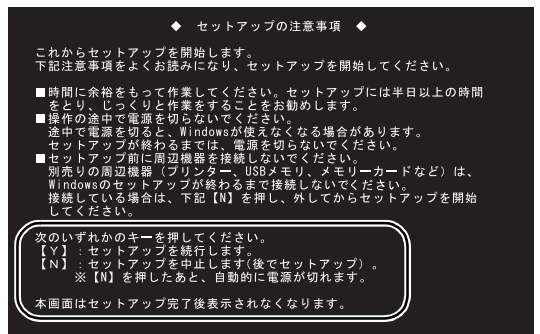 ◆ セットアップの注意事項 ◆
これからセットアップを開始します。
下記注意事項をよくお読みになり、セットアップを開始してください。
■時間に余裕をもって作業してください。セットアップには半日以上の時間
をとり、じっくりと作業をすることをお勧めします。
■操作の途中で電源を切らないでください。
途中で電源を切ると、Windowsが使えなくなる場合があります。
セットアップが終わるまでは、電源を切らないでください。
■セットアップ前に周辺機器を接続しないでください。
別売りの周辺機器（プリンター、USBメモリ、メモリーカードなど）は、
Windowsのセットアップが終わるまで接続しないでください。
接続している場合は、下記【N】を押し、外してからセットアップを開始
してください。
次のいずれかのキーを押してください。
【Y】：セットアップを続行します。
【N】：セットアップを中止します(後でセットアップ)。
※【N】を押したあと、自動的に電源が切れます。
本画面はセットアップ完了後表示されなくなります。